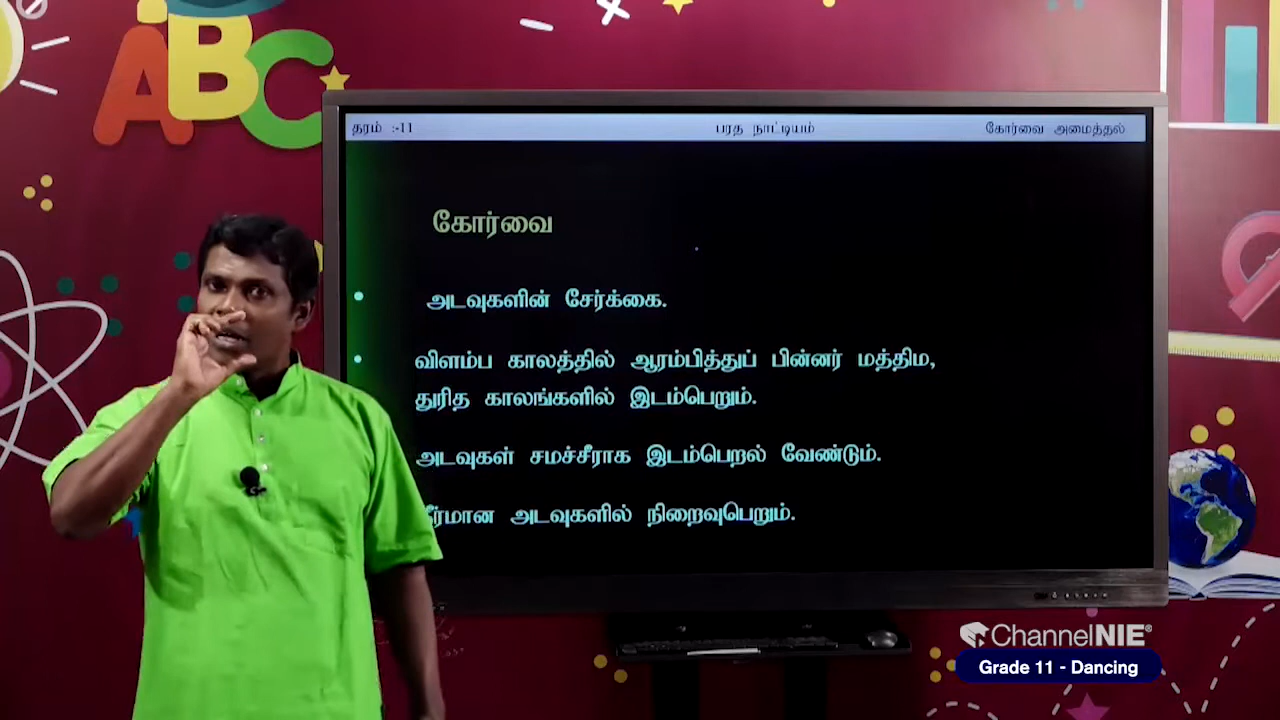 ABC
தரம் :-11 பரத நாட்டியம் கோர்வை அமைத்தல்
கோர்வை
• அடவுகளின் சேர்க்கை.
• விளம்ப காலத்தில் ஆரம்பித்துப் பின்னர் மத்திம,
துரித காலங்களில் இடம்பெறும்.
அடவுகள் சமச்சீராக இடம்பெறல் வேண்டும்.
அடவுகளில் நிறைவுபெறும்.
ChannelNIE®
Grade 11 - Dancing